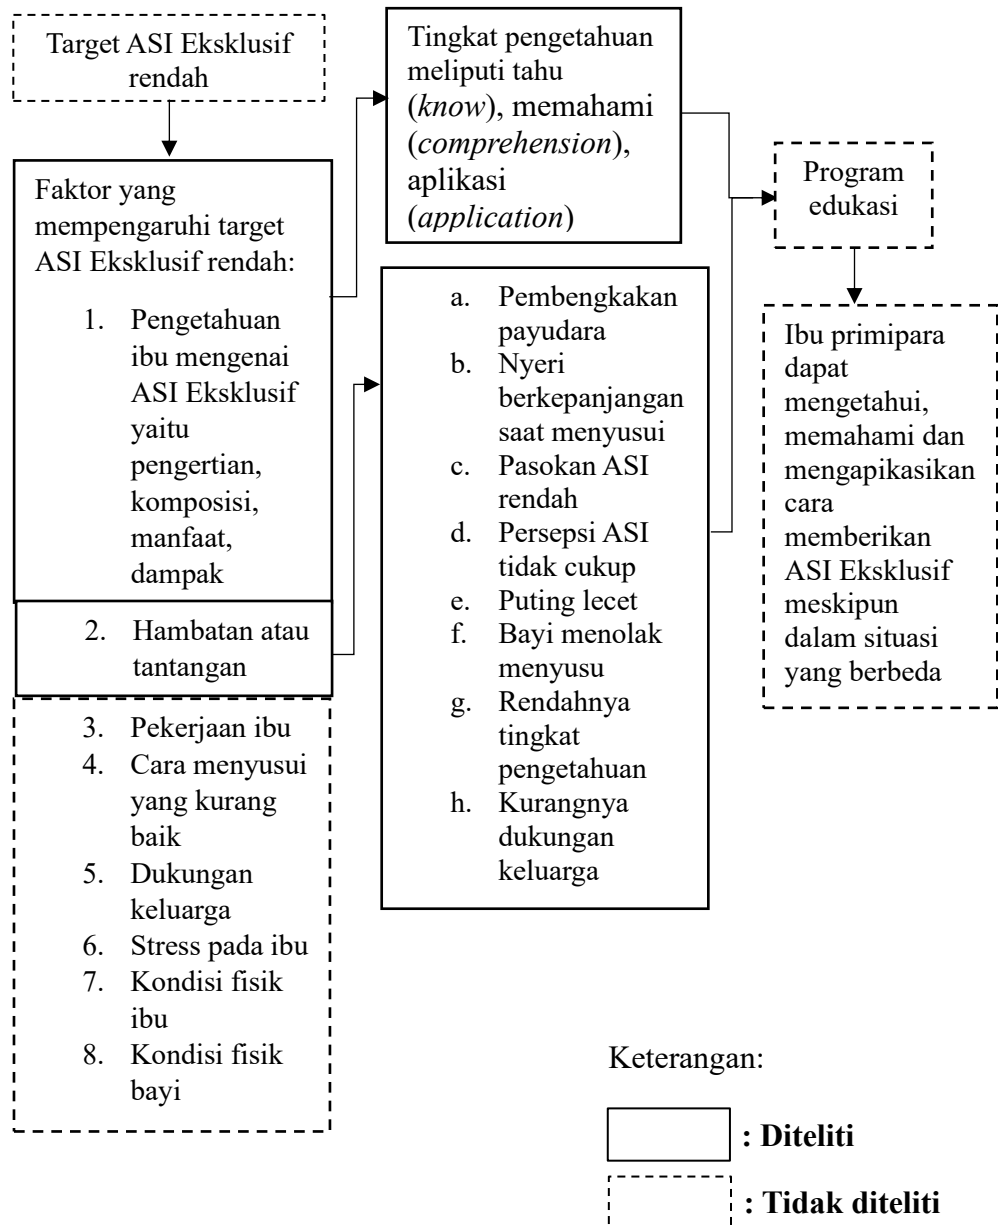 Target ASI Eksklusif
rendah
Faktor yang
mempengaruhi target
ASI Eksklusif rendah:
1. Pengetahuan
ibu mengenai
ASI Eksklusif
yaitu
pengertian,
komposisi,
manfaat,
dampak
2. Hambatan atau
tantangan
3. Pekerjaan ibu
4. Cara menyusui
yang kurang
baik
5. Dukungan
keluarga
6. Stress pada ibu
7. Kondisi fisik
ibu
8. Kondisi fisik
bayi
Tingkat pengetahuan
meliputi tahu
(know), memahami
(comprehension),
aplikasi
(application)
a. Pembengkakan
payudara
b. Nyeri
berkepanjangan
saat menyusui
c. Pasokan ASI
rendah
d. Persepsi ASI
tidak cukup
e. Puting lecet
f. Bayi menolak
menyusu
g. Rendahnya
tingkat
pengetahuan
h. Kurangnya
dukungan
keluarga
Program
edukasi
Ibu primipara
dapat
mengetahui,
memahami dan
mengapikasikan
cara
memberikan
ASI Eksklusif
meskipun
dalam situasi
yang berbeda
Keterangan:
: Diteliti
: Tidak diteliti